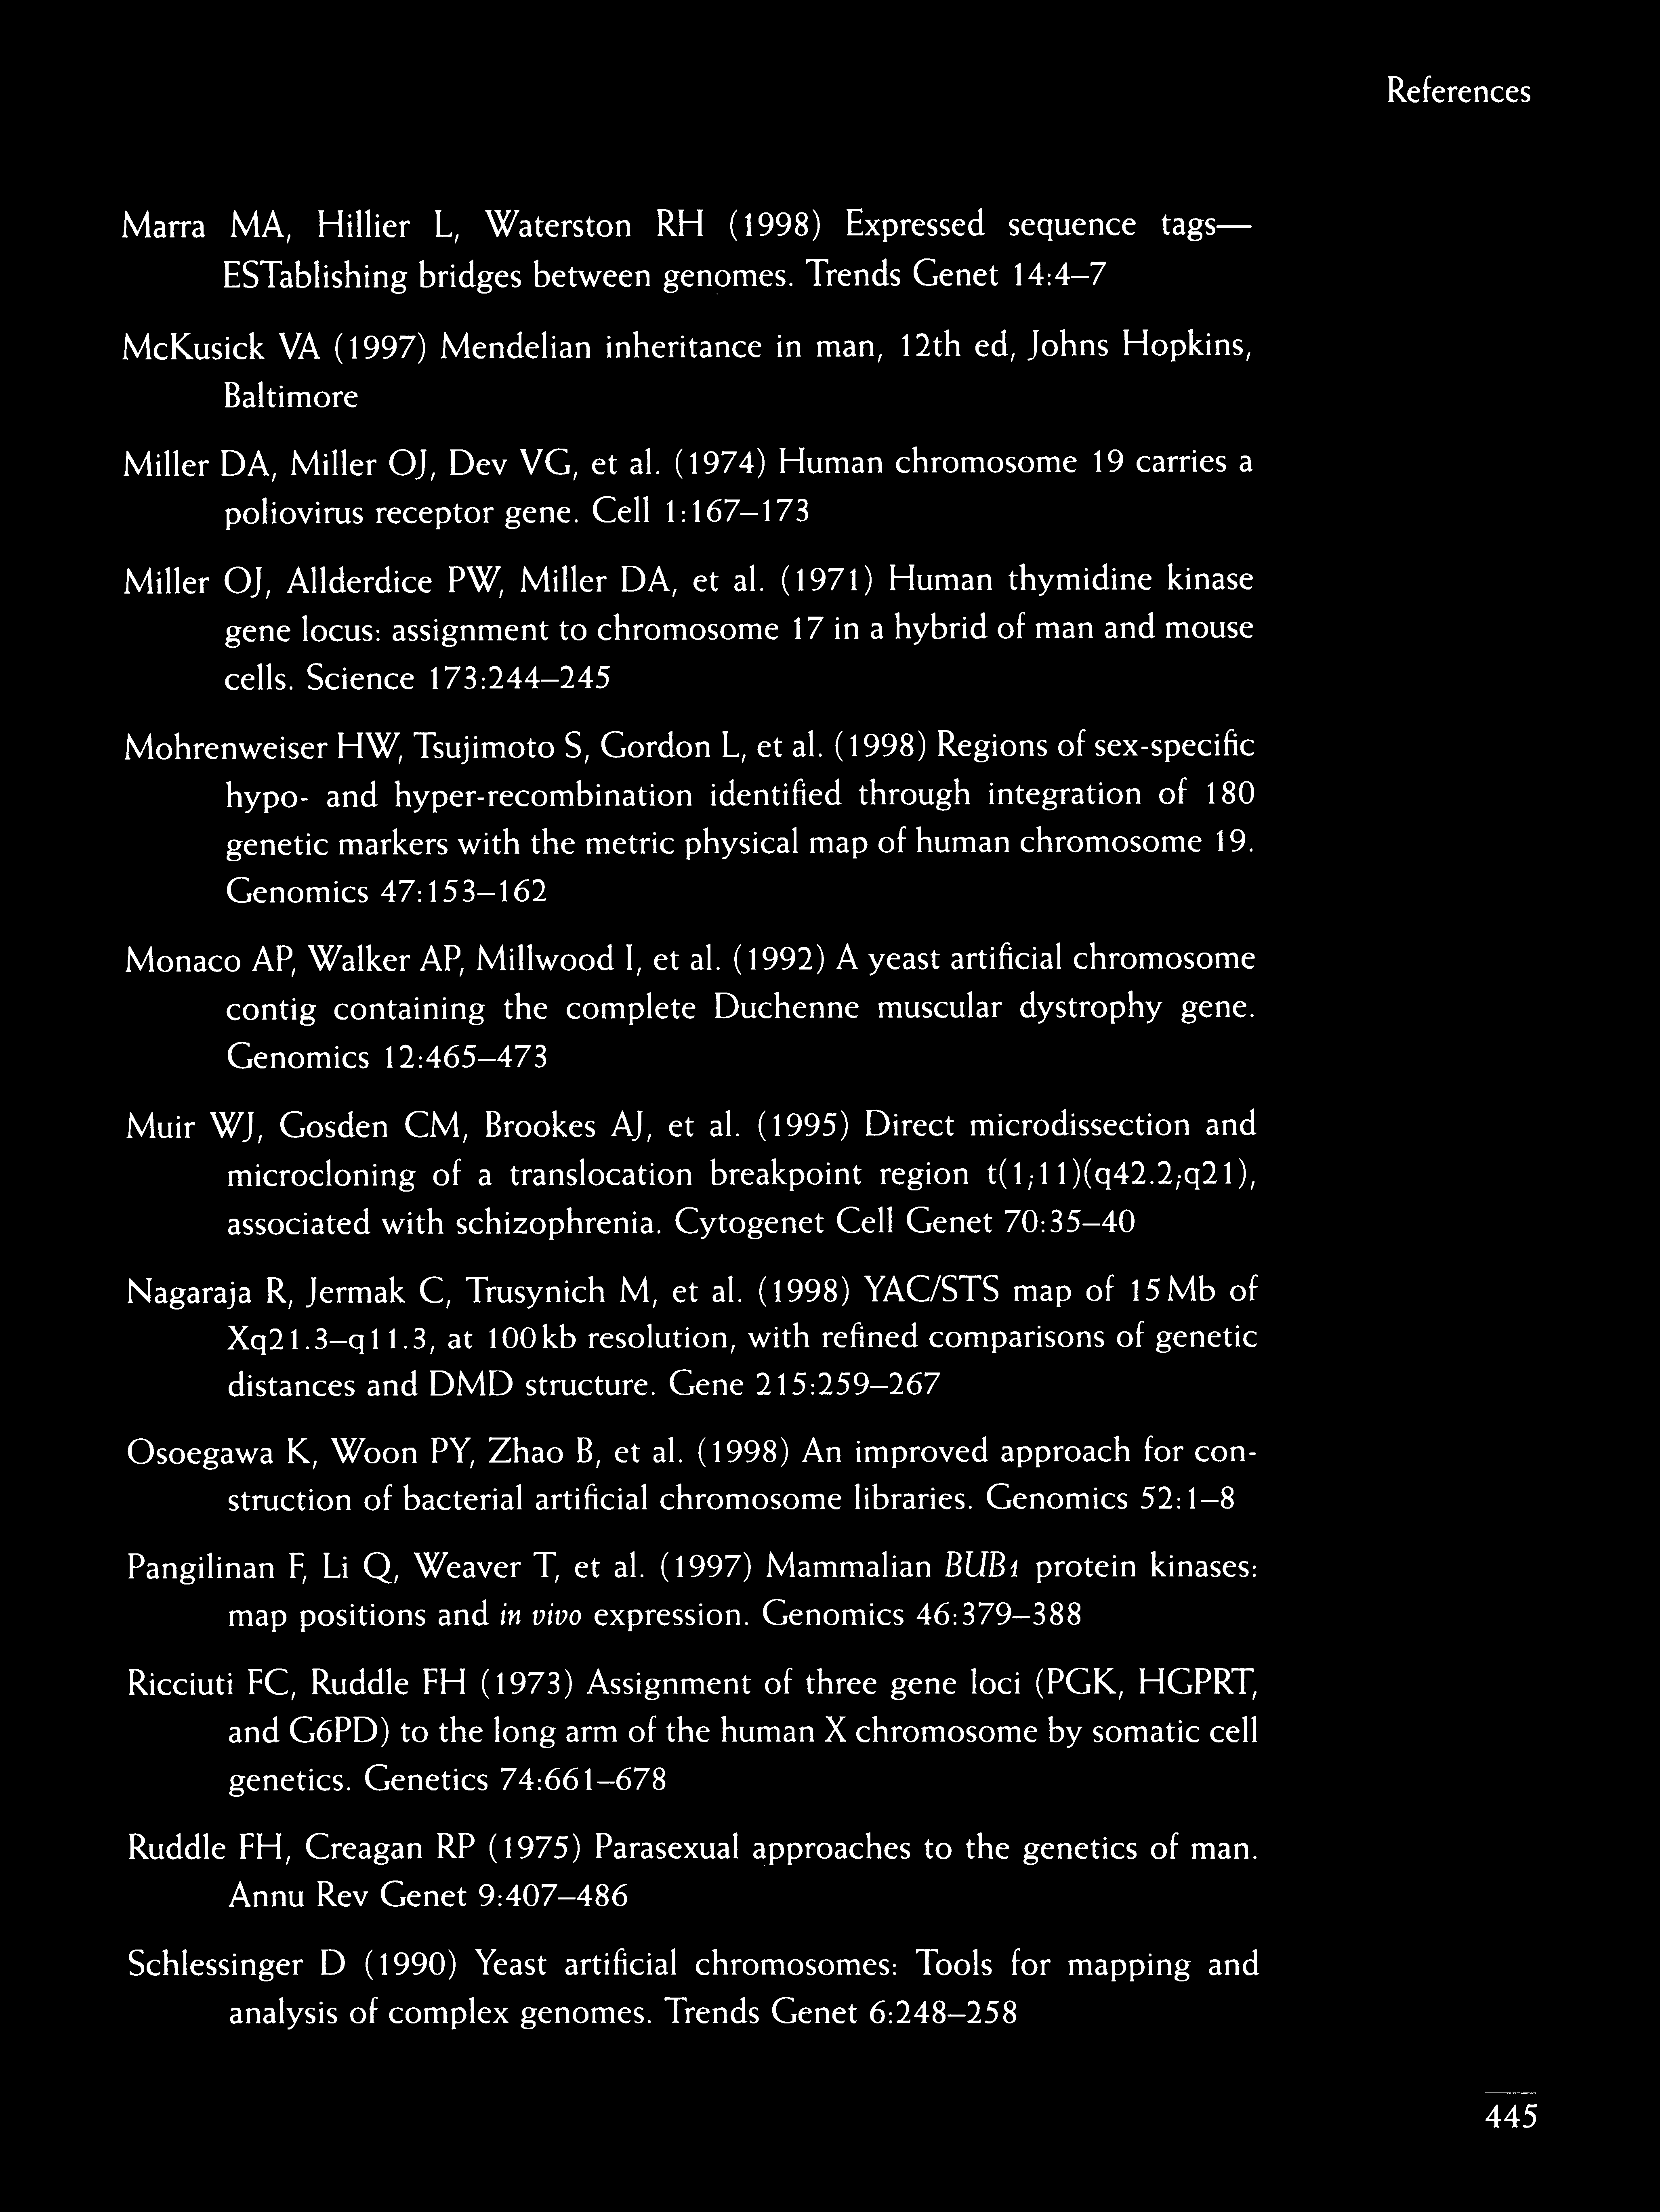 References
Marra MA, Hillier L, Waterston RH (1998) Expressed sequence tags—
ESTablishing bridges between genomes. Trends Genet 14:4–7
McKusick VA (1997) Mendelian inheritance in man, 12th ed, Johns Hopkins,
Baltimore
Miller DA, Miller OJ, Dev VG, et al. (1974) Human chromosome 19 carries a
poliovirus receptor gene. Cell 1:167–173
Miller OJ, Allderdice PW, Miller DA, et al. (1971) Human thymidine kinase
gene locus: assignment to chromosome 17 in a hybrid of man and mouse
cells. Science 173:244–245
Mohrenweiser HW, Tsujimoto S, Gordon L, et al. (1998) Regions of sex-specific
hypo- and hyper-recombination identified through integration of 180
genetic markers with the metric physical map of human chromosome 19.
Genomics 47:153–162
Monaco AP, Walker AP, Millwood I, et al. (1992) A yeast artificial chromosome
contig containing the complete Duchenne muscular dystrophy gene.
Genomics 12:465–473
Muir WJ, Gosden CM, Brookes AJ, et al. (1995) Direct microdissection and
microcloning of a translocation breakpoint region t(1;11)(q42.2;q21),
associated with schizophrenia. Cytogenet Cell Genet 70:35–40
Nagaraja R, Jermak C, Trusynich M, et al. (1998) YAC/STS map of 15Mb of
Xq21.3–q11.3, at 100kb resolution, with refined comparisons of genetic
distances and DMD structure. Gene 215:259–267
Osoegawa K, Woon PY, Zhao B, et al. (1998) An improved approach for con-
struction of bacterial artificial chromosome libraries. Genomics 52:1–8
Pangilinan F, Li Q, Weaver T, et al. (1997) Mammalian BUB1 protein kinases:
map positions and in vivo expression. Genomics 46:379–388
Ricciuti FC, Ruddle FH (1973) Assignment of three gene loci (PGK, HGPRT,
and G6PD) to the long arm of the human X chromosome by somatic cell
genetics. Genetics 74:661–678
Ruddle FH, Creagan RP (1975) Parasexual approaches to the genetics of man.
Annu Rev Genet 9:407–486
Schlessinger D (1990) Yeast artificial chromosomes: Tools for mapping and
analysis of complex genomes. Trends Genet 6:248–258
445